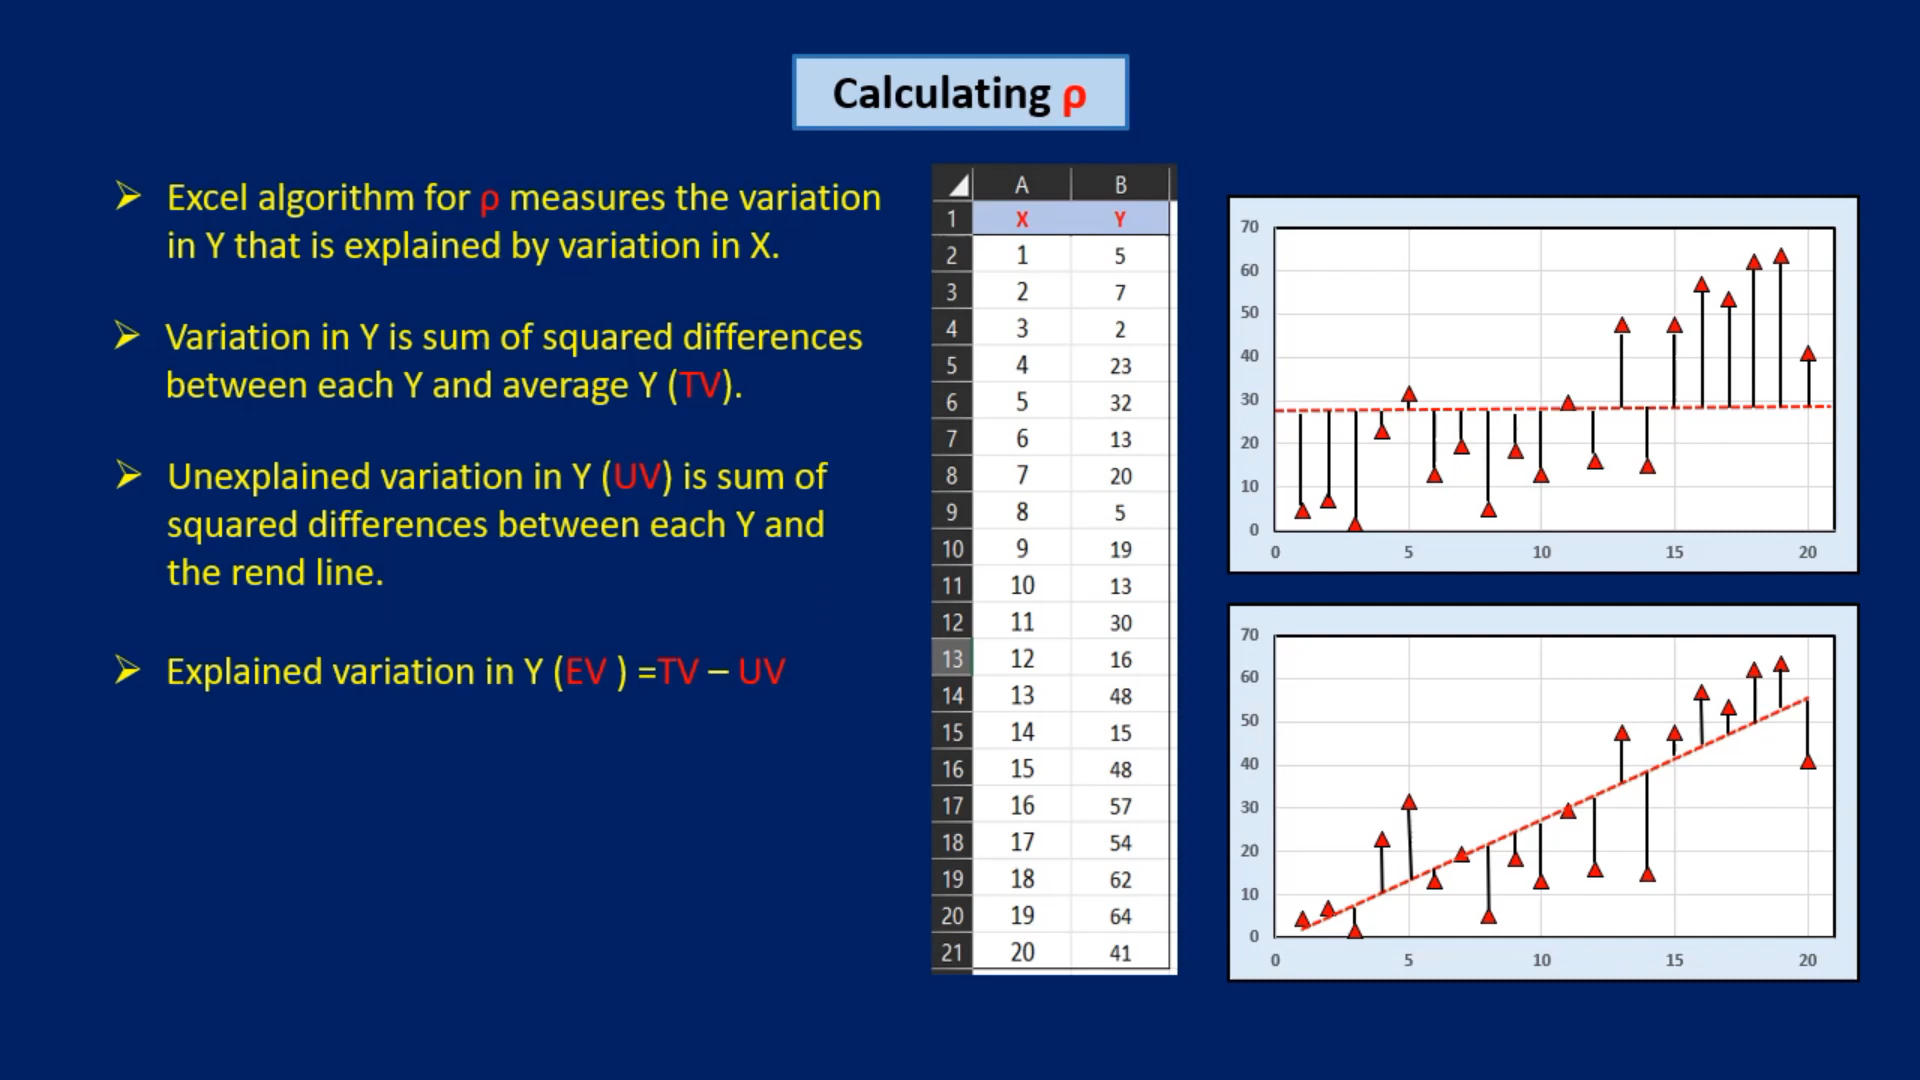 Calculating ρ
➢ Excel algorithm for ρ measures the variation
in Y that is explained by variation in X.
➢ Variation in Y is sum of squared differences
between each Y and average Y (TV).
➢ Unexplained variation in Y (UV) is sum of
squared differences between each Y and
the rend line.
➢ Explained variation in Y (EV ) =TV – UV
A B
1 X Y
2 1 5
3 2 7
4 3 2
5 4 23
6 5 32
7 6 13
8 7 20
9 8 5
10 9 19
11 10 13
12 11 30
13 12 16
14 13 48
15 14 15
16 15 48
17 16 57
18 17 54
19 18 62
20 19 64
21 20 41
70
60
50
40
30
20
10
0
0 5 10 15 20
70
60
50
40
30
20
10
0
0 5 10 15 20